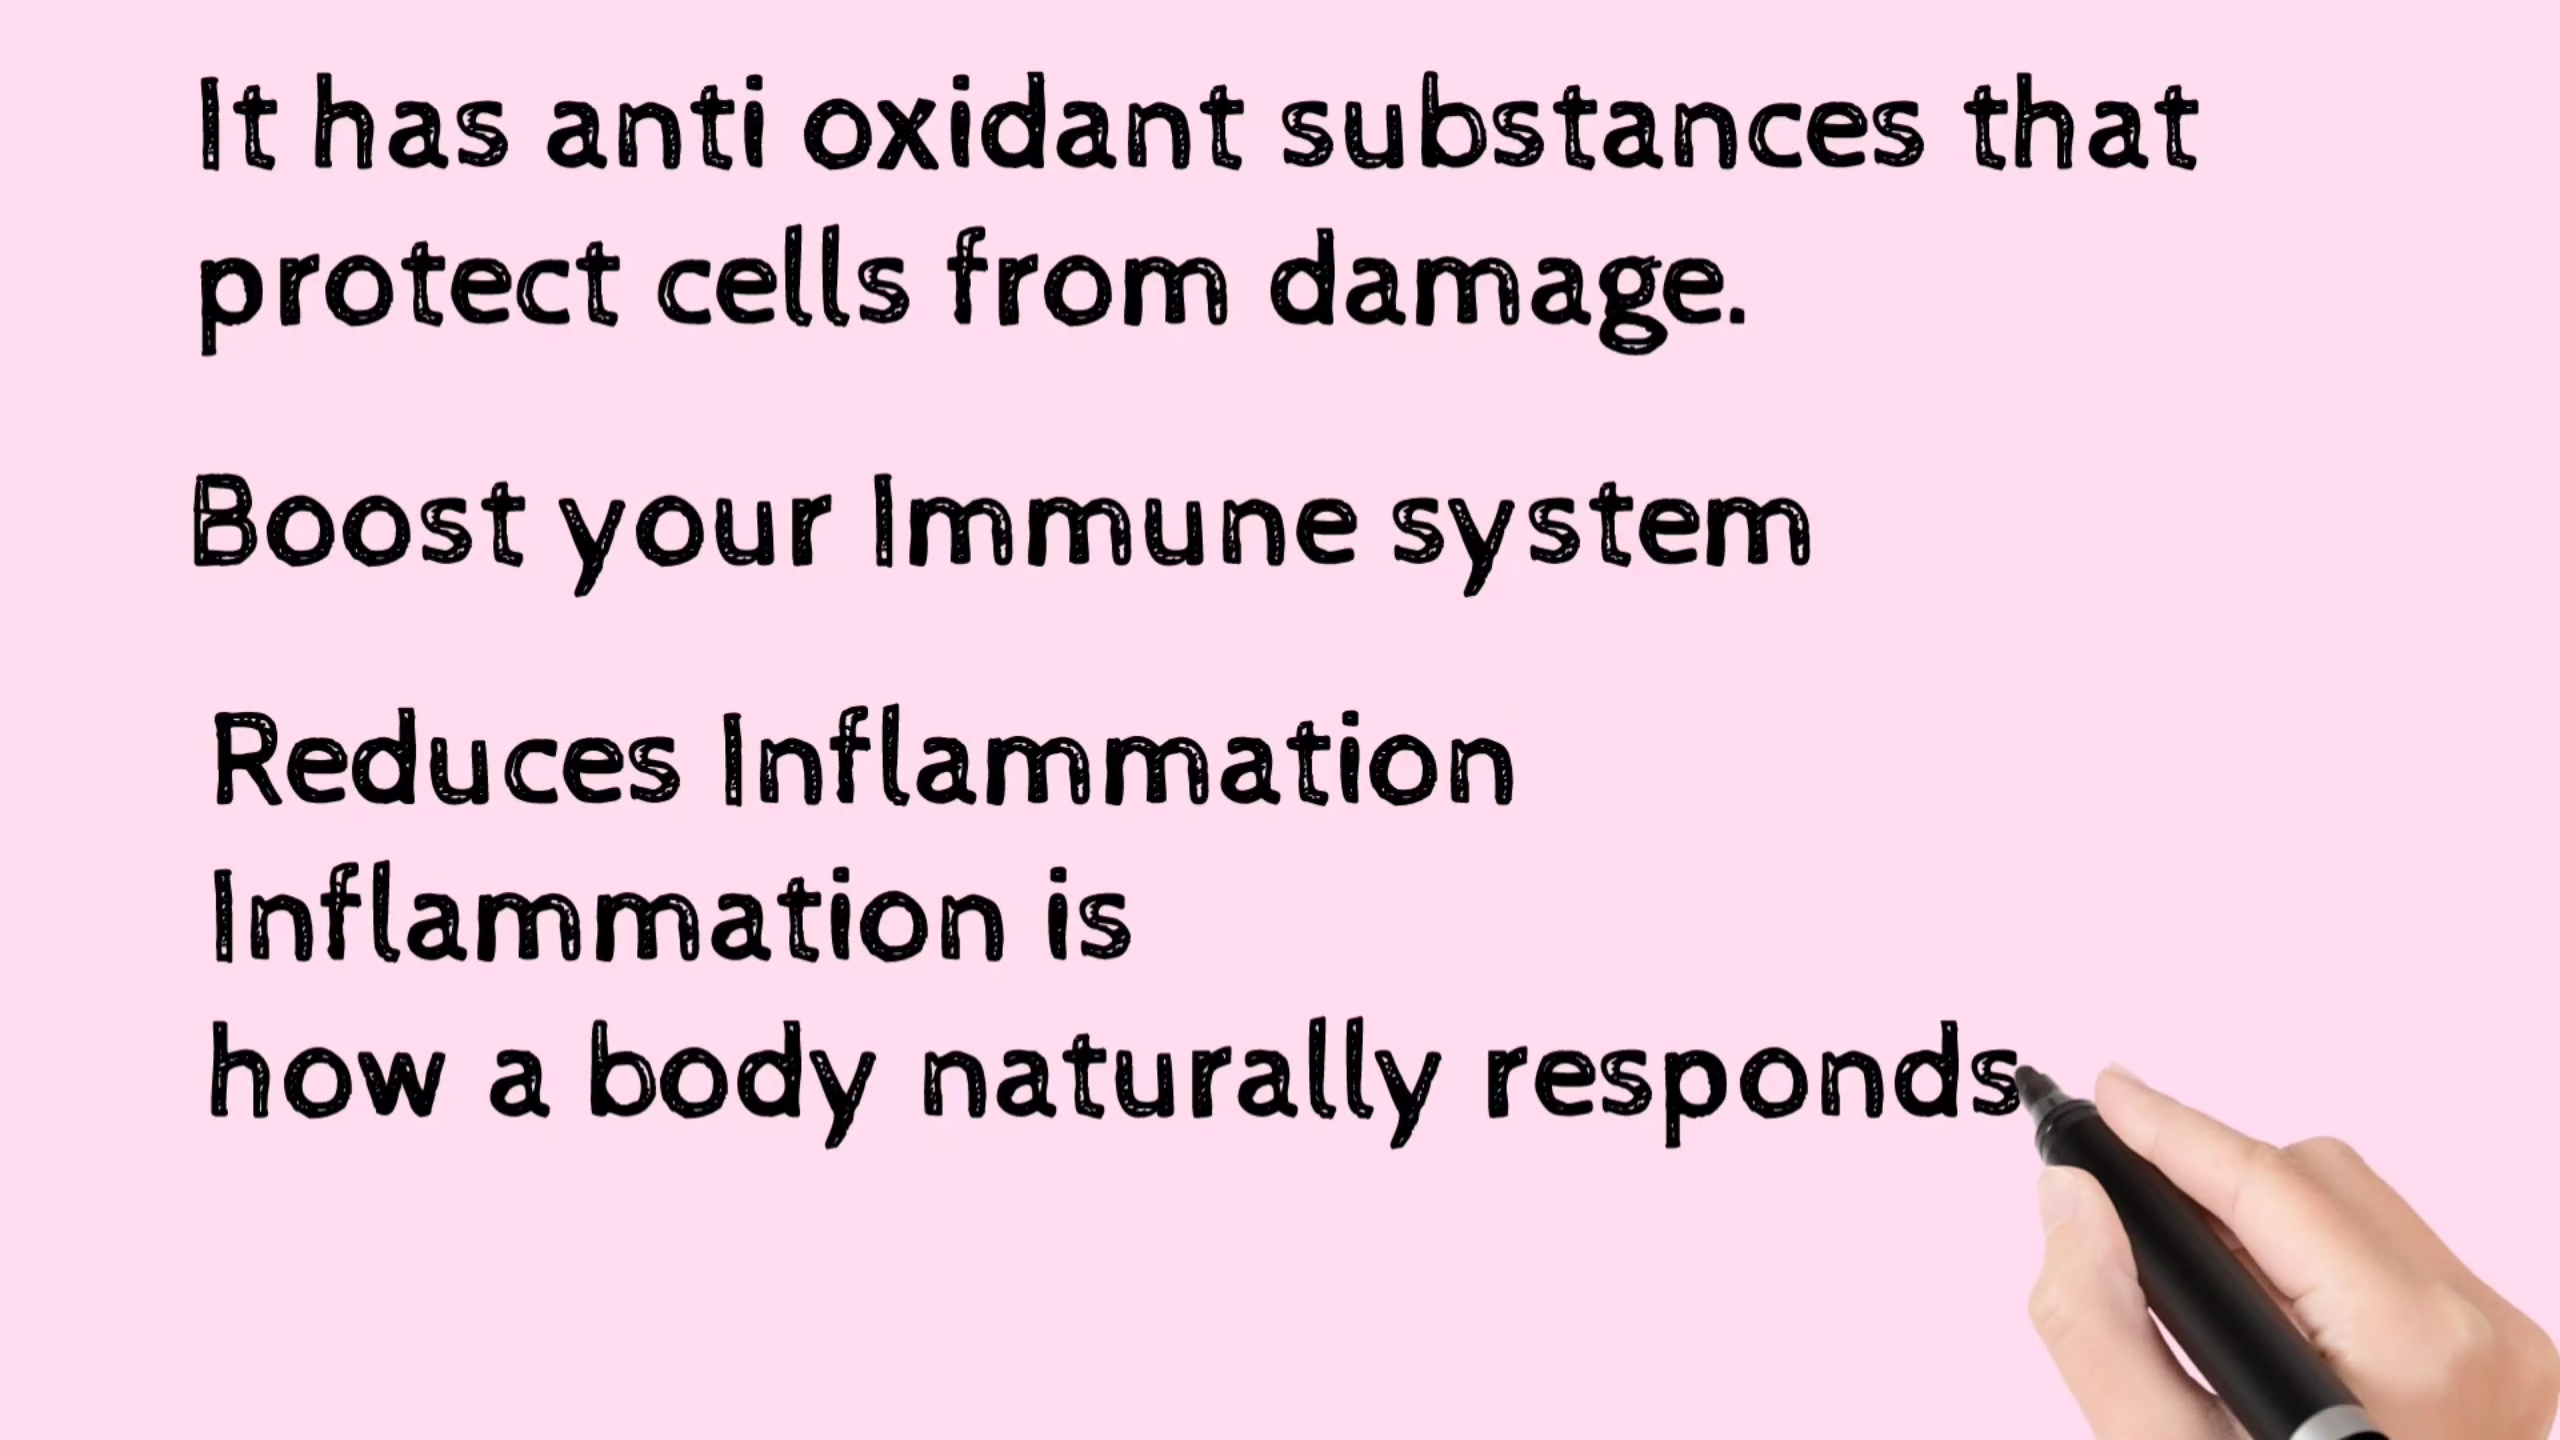 It has anti oxidant substances that
protect cells from damage.
Boost your Immune system
Reduces Inflammation
Inflammation is
how a body naturally responds